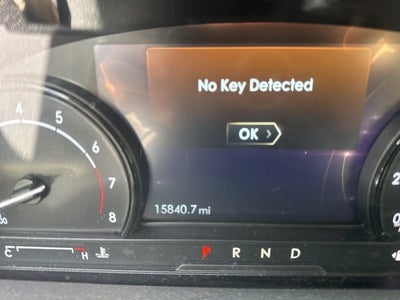 No Key Detected
OK >
4
5
6
7
8
15840.7 mi
C H P R N D